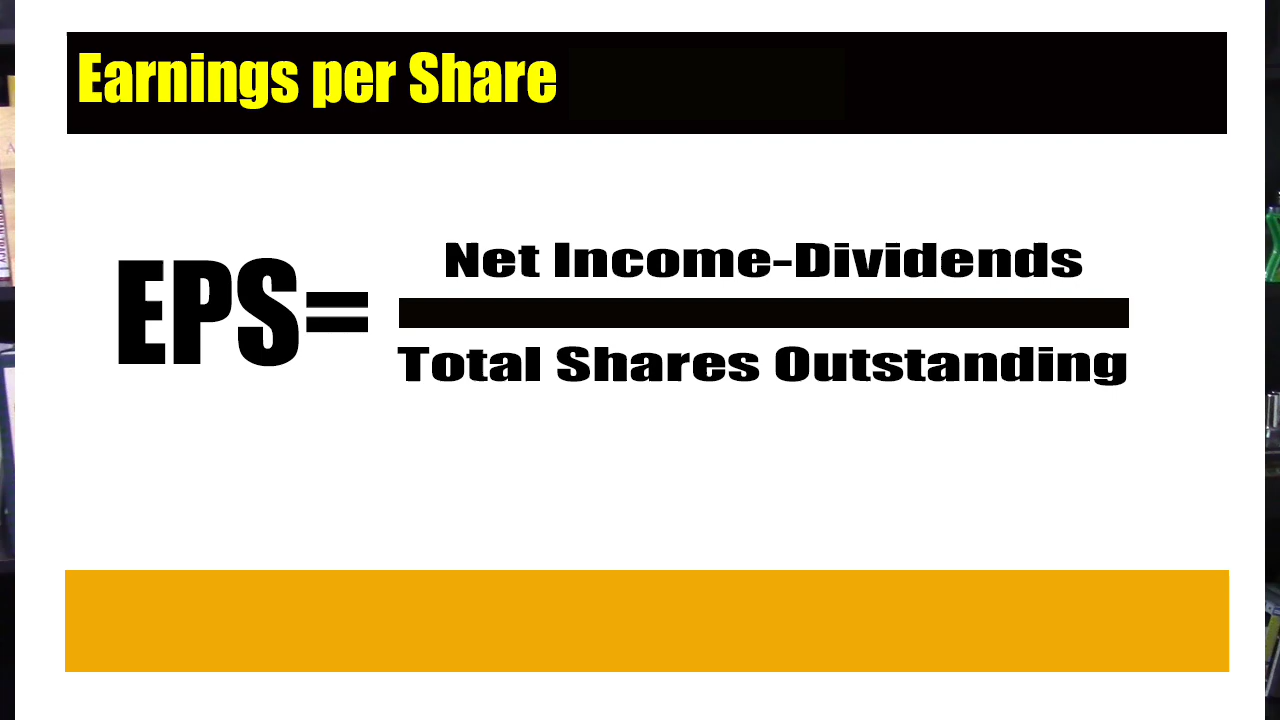 Earnings per Share
EPS=
Net Income-Dividends
Total Shares Outstanding